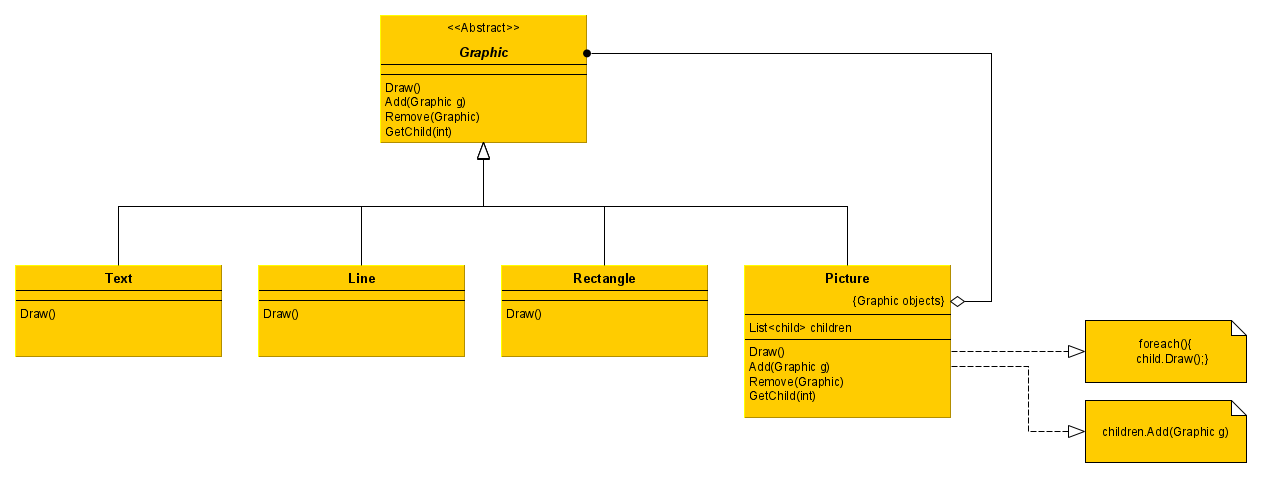 <<Abstract>>
Graphic
Draw()
Add(Graphic g)
Remove(Graphic)
GetChild(int)
Text
Draw()
Line
Draw()
Rectangle
Draw()
Picture
{Graphic objects}
List<child> children
Draw()
Add(Graphic g)
Remove(Graphic)
GetChild(int)
foreach(){
child.Draw();}
children.Add(Graphic g)